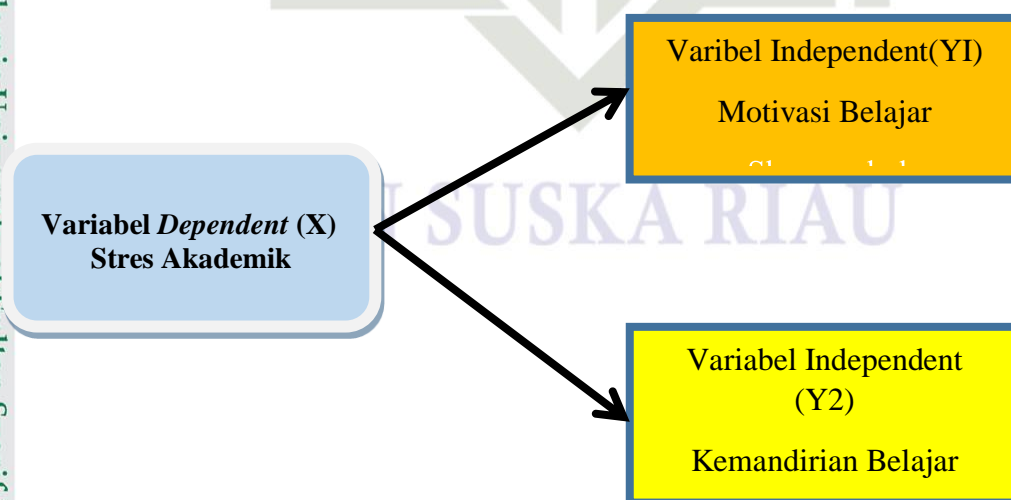 Varibel Independent(YI)
Motivasi Belajar
SUSKA RIAU
Variabel Dependent (X)
Stres Akademik
Variabel Independent
(Y2)
Kemandirian Belajar